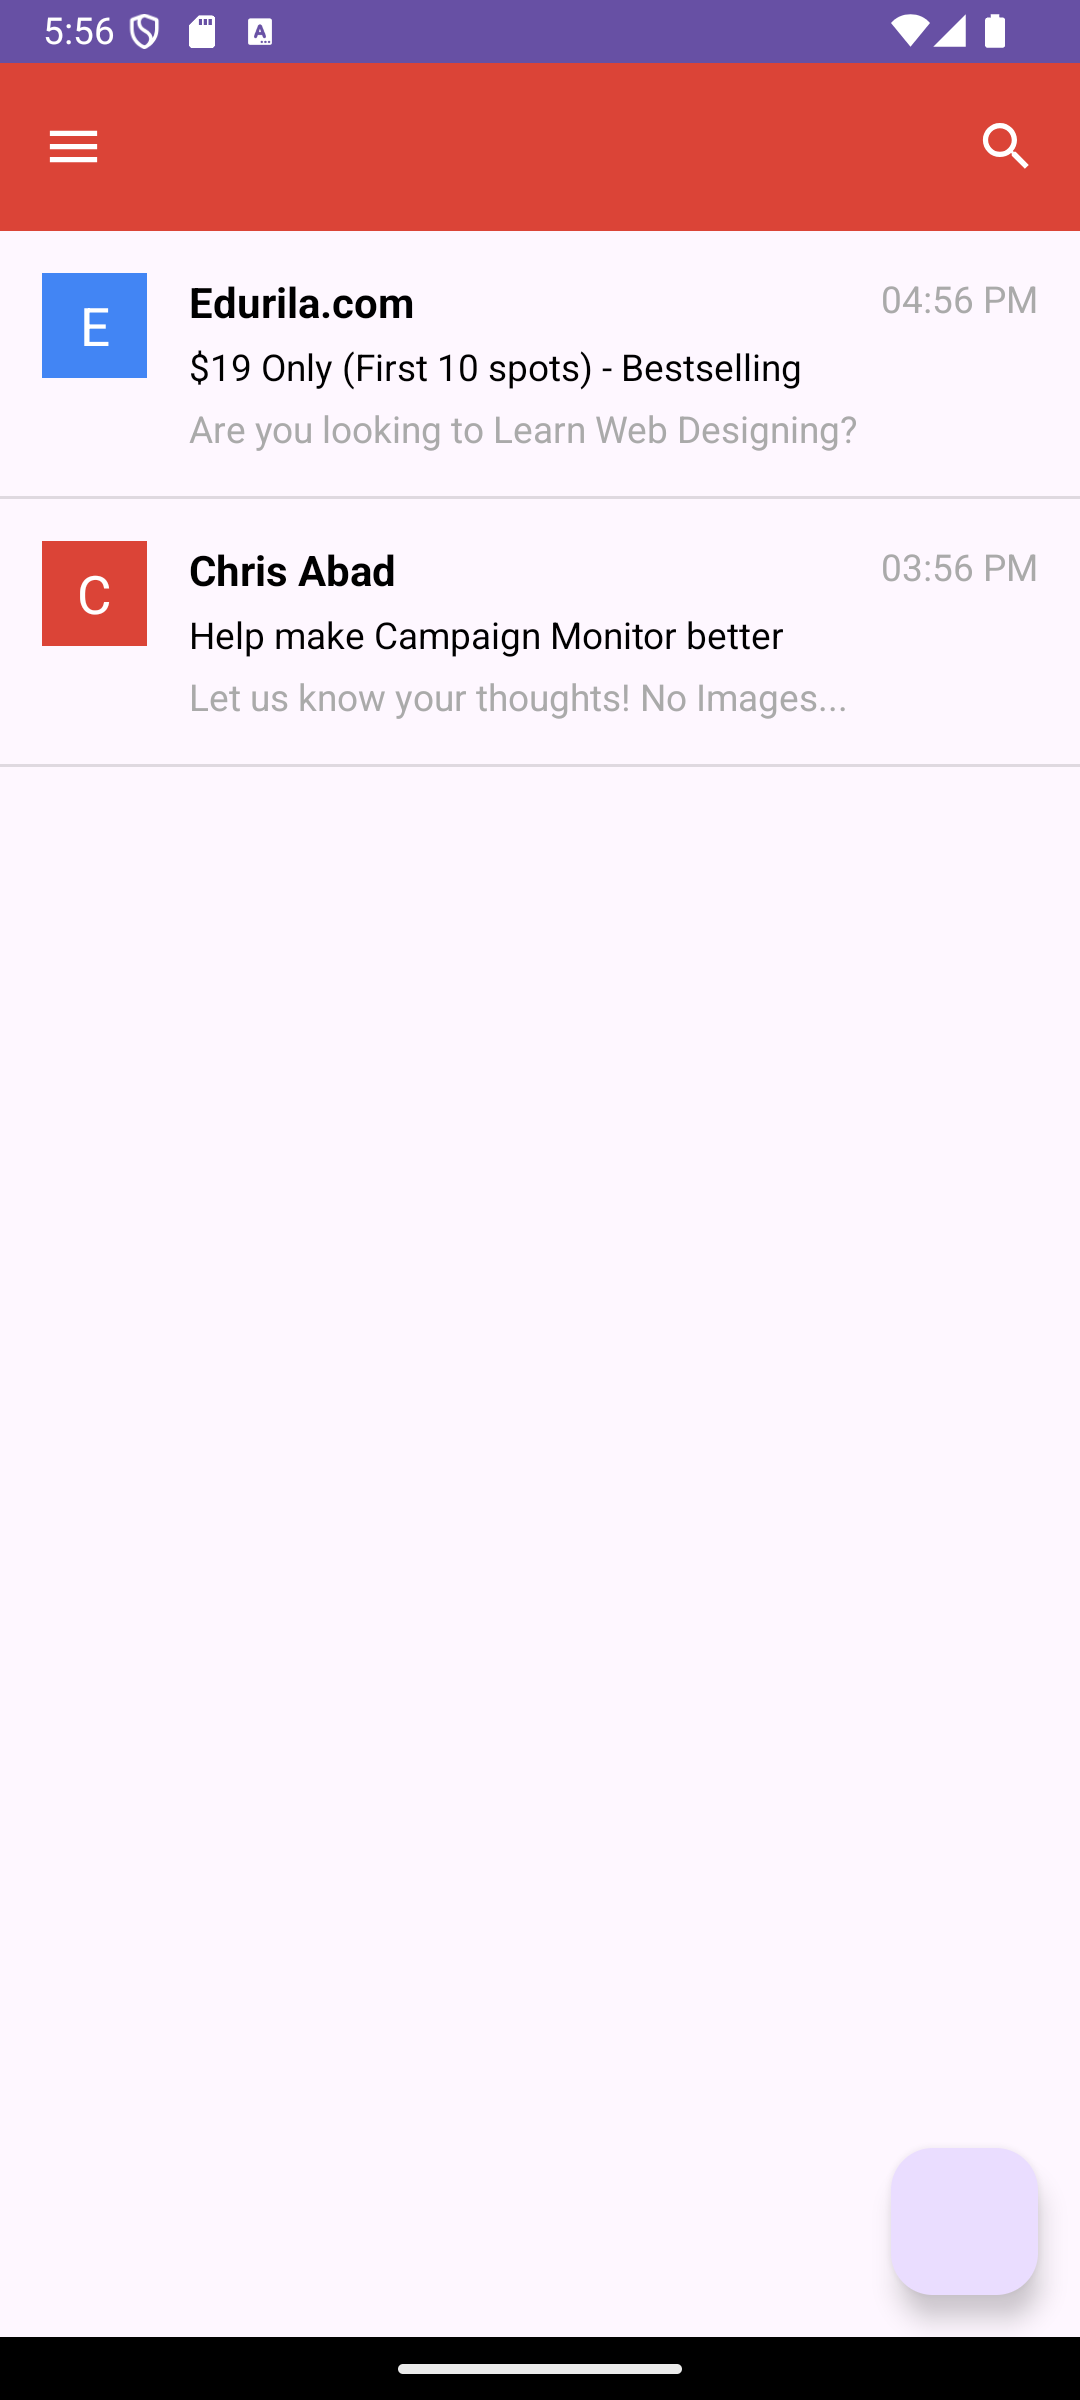 5:56
E
Edurila.com
04:56 PM
$19 Only (First 10 spots) - Bestselling
Are you looking to Learn Web Designing?
C
Chris Abad
03:56 PM
Help make Campaign Monitor better
Let us know your thoughts! No Images...